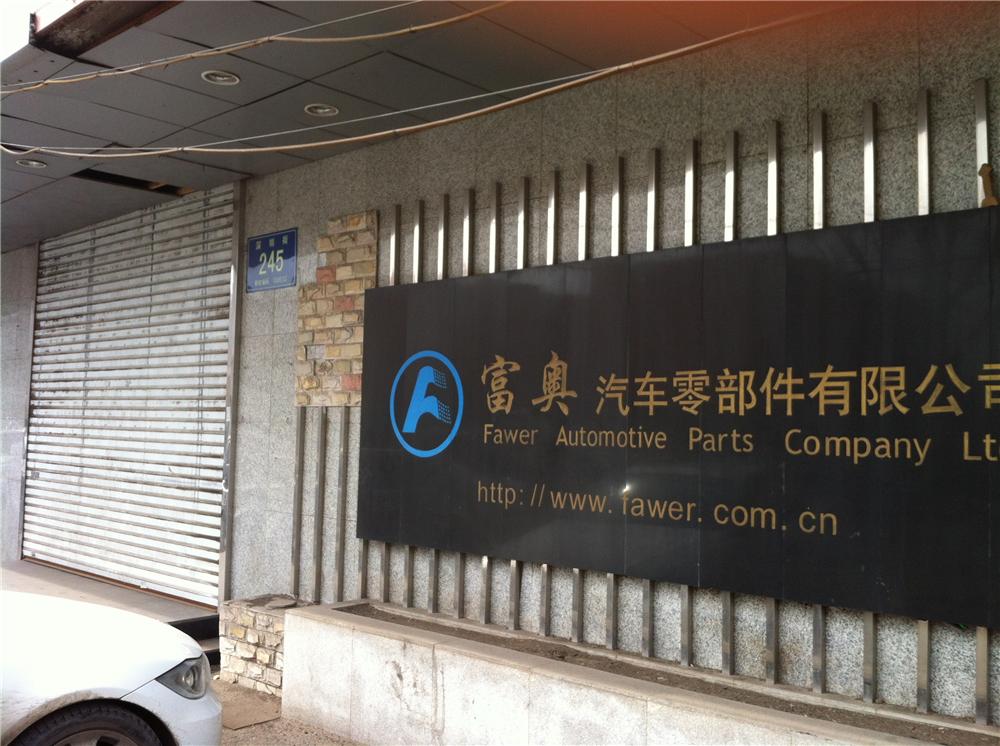 245
富奥 汽车零部件有限公司
Fawer Automotive Parts Company Lt
http://www.fawer.com.cn